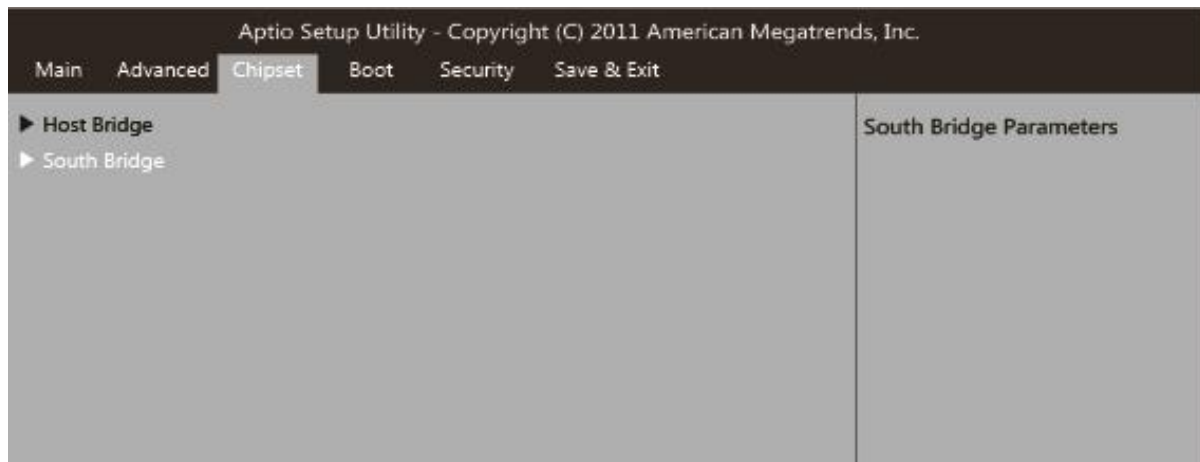 Aptio Setup Utility - Copyright (C) 2011 American Megatrends, Inc.
Main Advanced Chipset Boot Security Save & Exit
▶ Host Bridge
▶ South Bridge
South Bridge Parameters